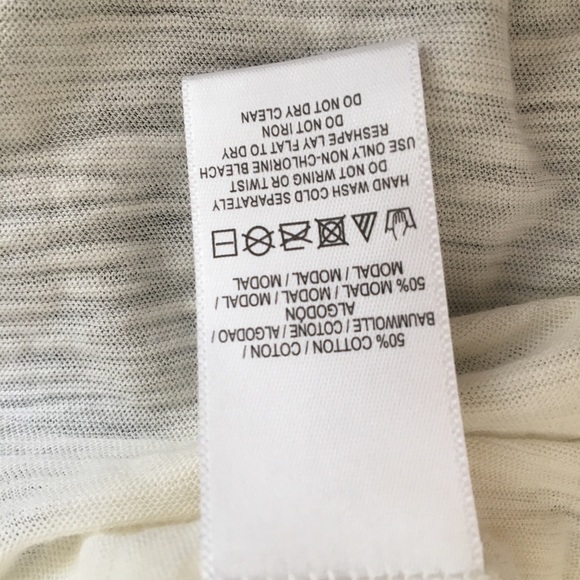 50% COTTON / COTON /
BAUMWOLLE / COTONE / ALGODAO /
ALGODÓN
50% MODAL / MODAL / MODAL /
MODAL / MODAL / MODAL
HAND WASH COLD SEPARATELY
DO NOT WRING OR TWIST
USE ONLY NON-CHLORINE BLEACH
RESHAPE LAY FLAT TO DRY
DO NOT IRON
DO NOT DRY CLEAN